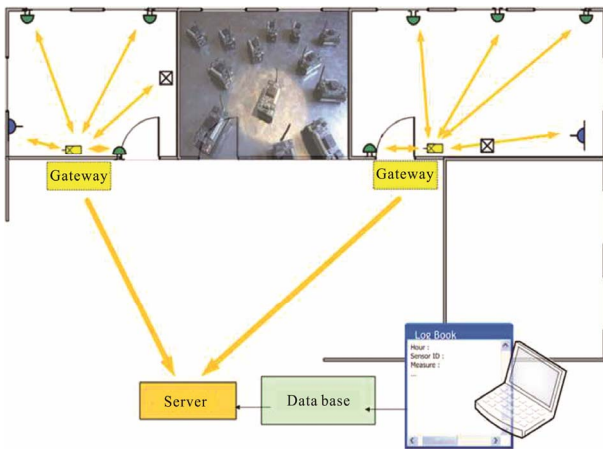 Gateway
Gateway
Log Book
Hour :
Sensor ID :
Measure :
...
Server
Data base